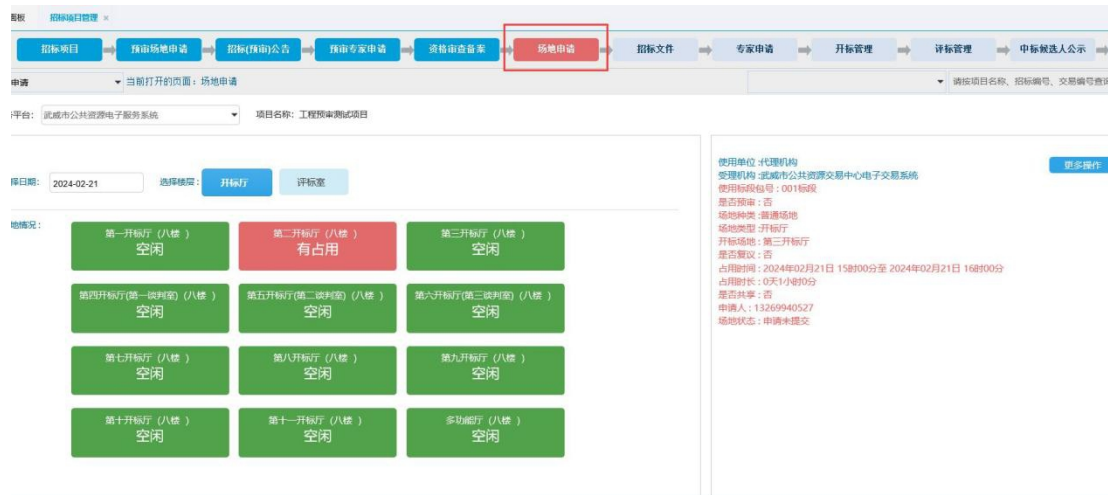 面板 招标项目管理 ×
招标项目 预审场地申请 招标(预审)公告 预审专家申请 资格审查备案 场地申请 招标文件 专家申请 开标管理 评标管理 中标候选人公示
申请 当前打开的页面：场地申请 请按项目名称、招标编号、交易编号查询
平台： 武威市公共资源电子服务系统 项目名称：工程预审测试项目
择日期： 2024-02-21 选择楼层： 开标厅 评标室
地情况：
第一开标厅（八楼 ）
空闲
第二开标厅（八楼 ）
有占用
第三开标厅（八楼 ）
空闲
第四开标厅(第一谈判室)（八楼 ）
空闲
第五开标厅(第二谈判室)（八楼 ）
空闲
第六开标厅(第三谈判室)（八楼 ）
空闲
第七开标厅（八楼 ）
空闲
第八开标厅（八楼 ）
空闲
第九开标厅（八楼 ）
空闲
第十开标厅（八楼 ）
空闲
第十一开标厅（八楼 ）
空闲
多功能厅（八楼 ）
空闲
更多操作
使用单位 :代理机构
受理机构 :武威市公共资源交易中心电子交易系统
使用标段包号：001标段
是否预审：否
场地种类 :普通场地
场地类型 :开标厅
开标场地：第三开标厅
是否复议：否
占用时间：2024年02月21日 15时00分至 2024年02月21日 16时00分
占用时长：0天1小时0分
是否共享：否
申请人：13269940527
场地状态：申请未提交